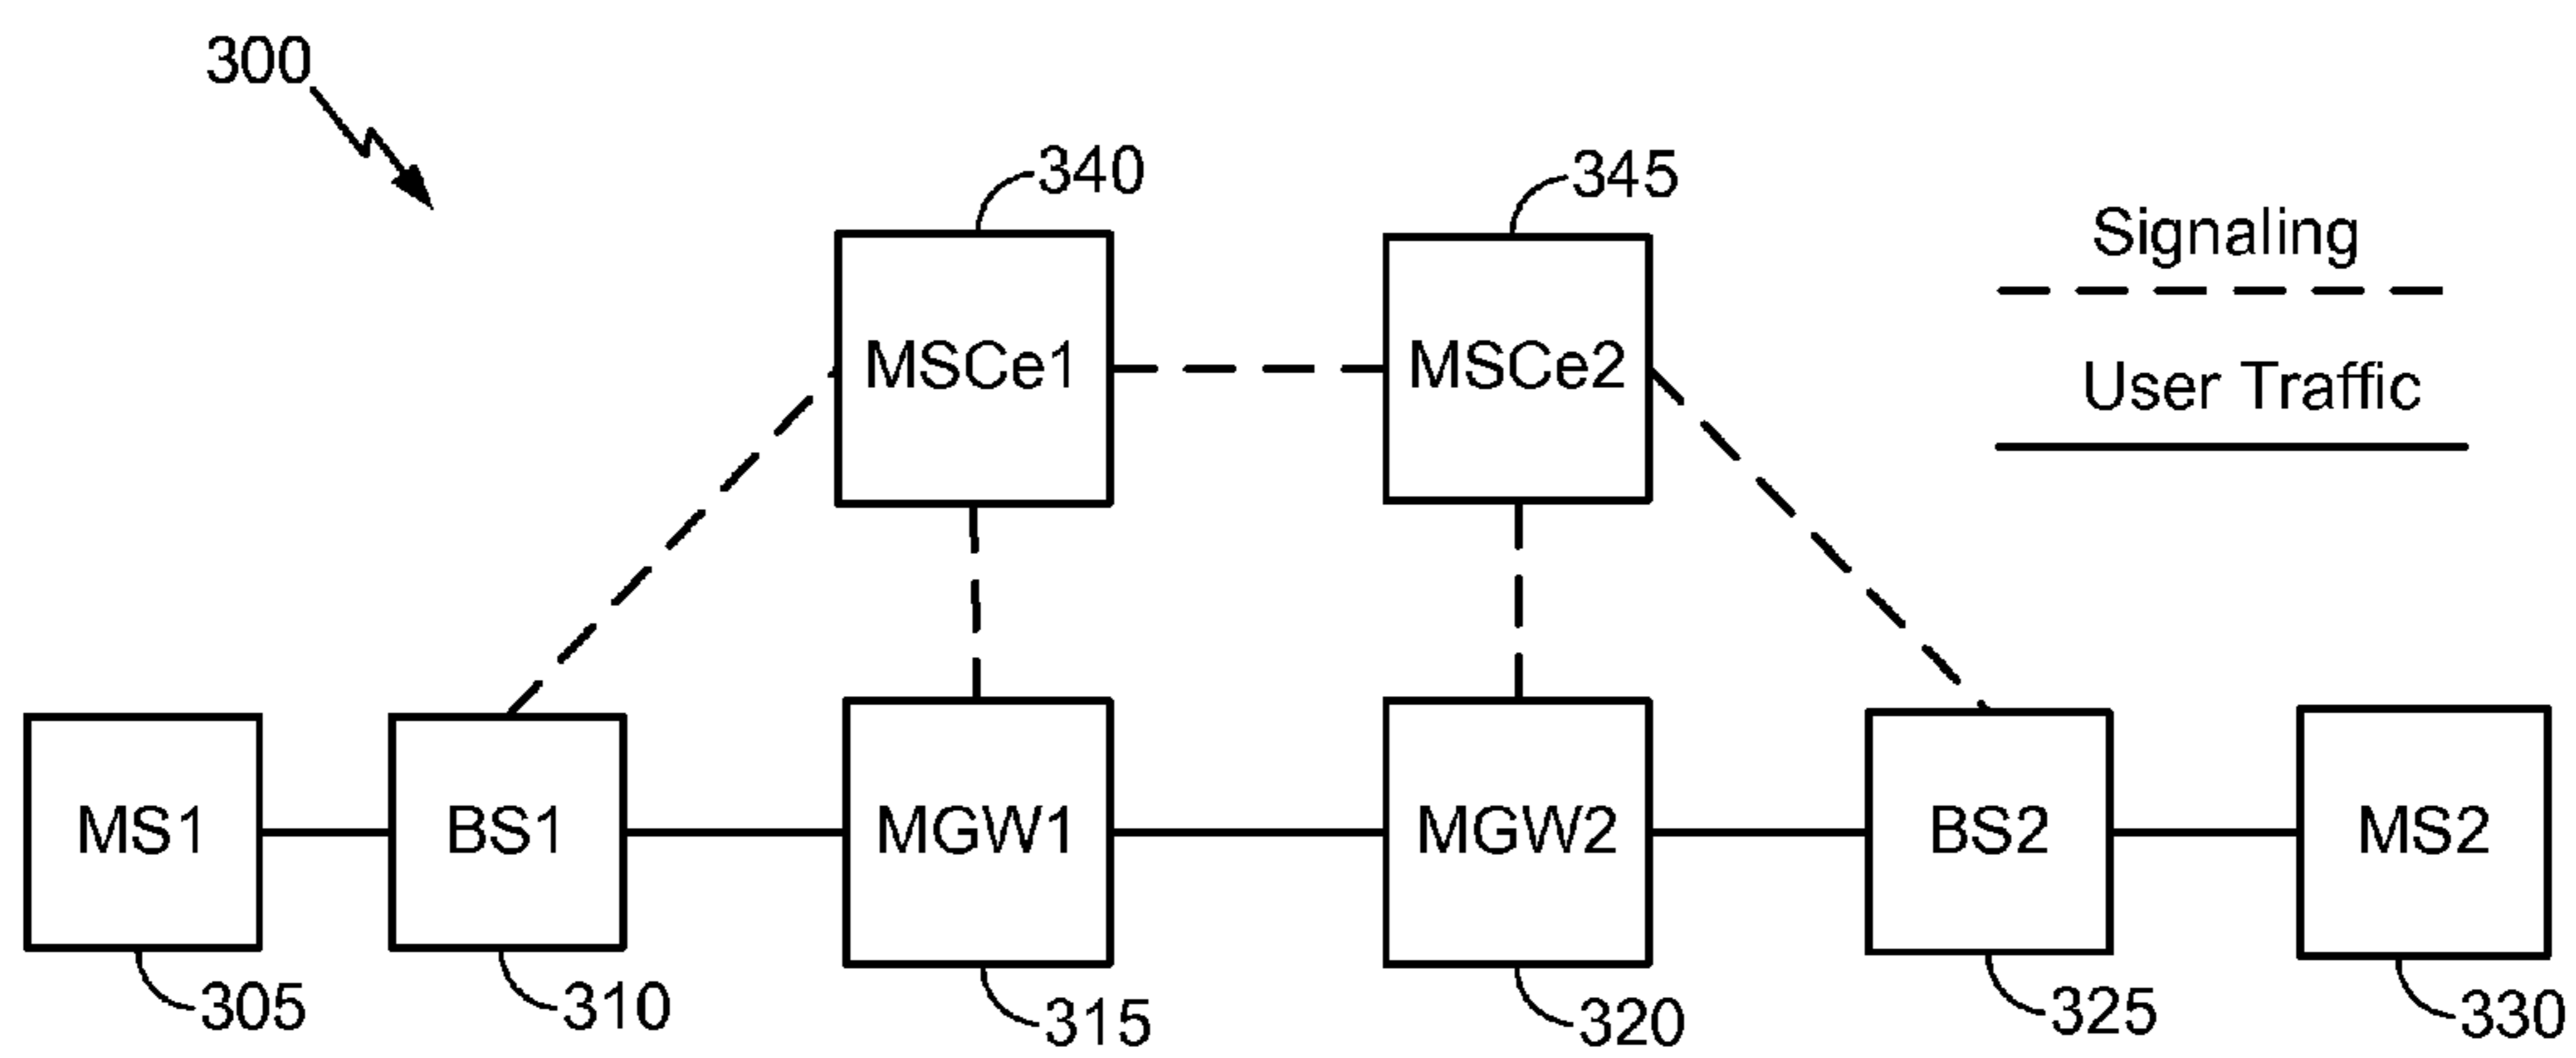 300
340
345
Signaling
User Traffic
MSCe1
MSCe2
MS1
BS1
MGW1
MGW2
BS2
MS2
305
310
315
320
325
330